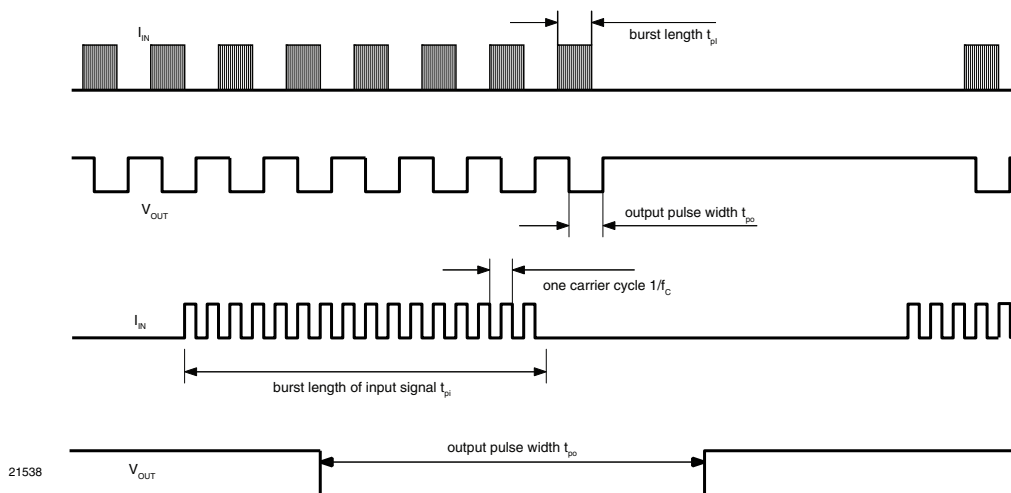 I_IN
burst length t_pl
V_OUT
output pulse width t_po
one carrier cycle 1/f_C
I_IN
burst length of input signal t_pi
output pulse width t_po
V_OUT
21538